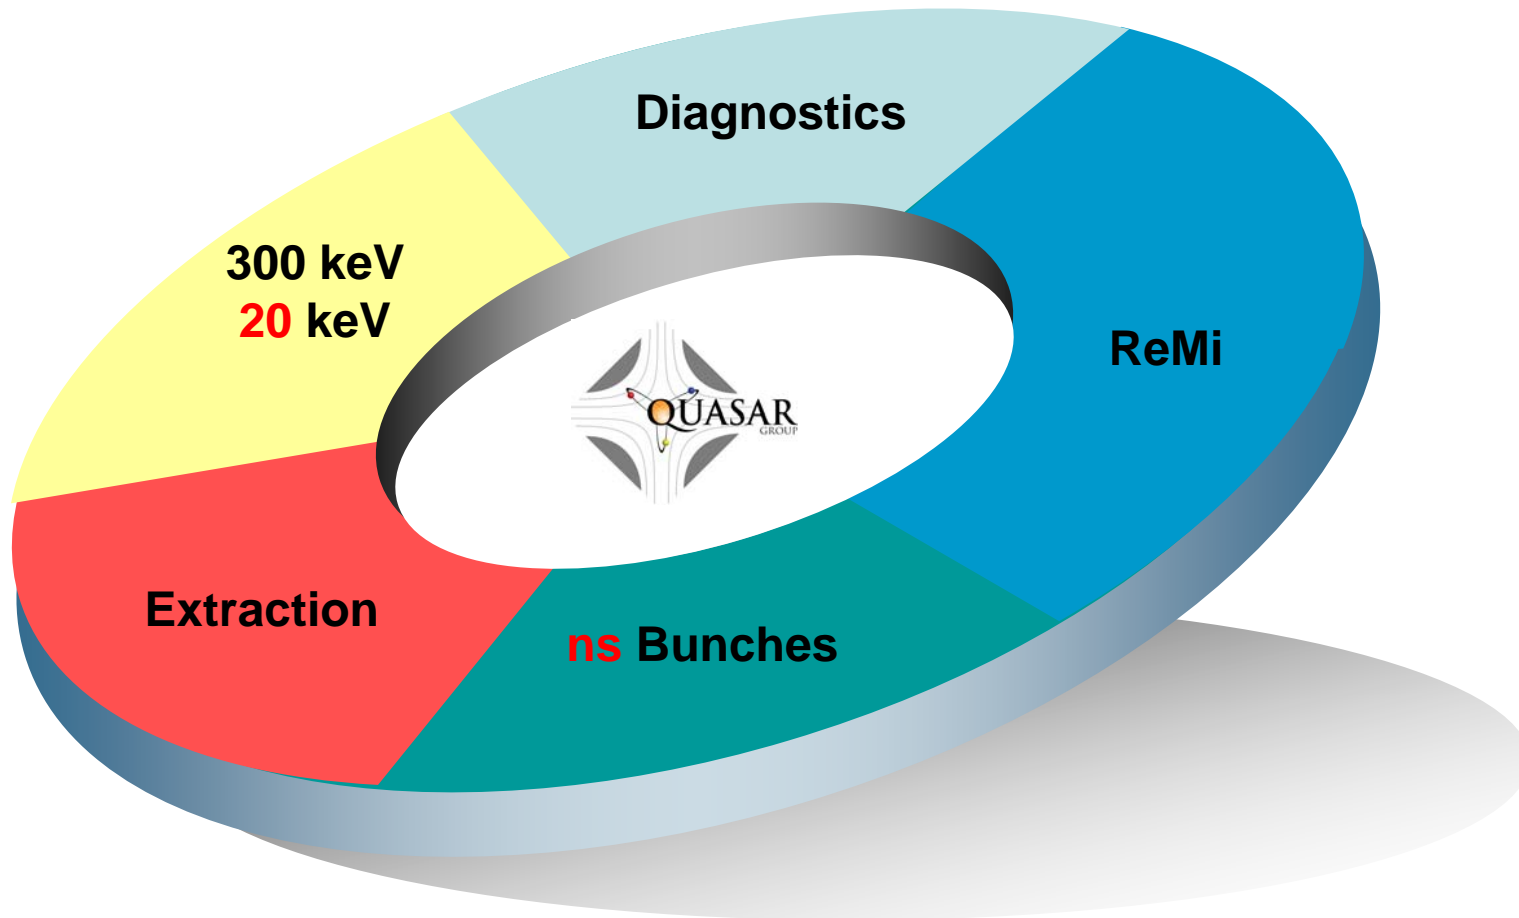 Diagnostics
300 keV
20 keV
ReMi
QUASAR
GROUP
Extraction
ns Bunches